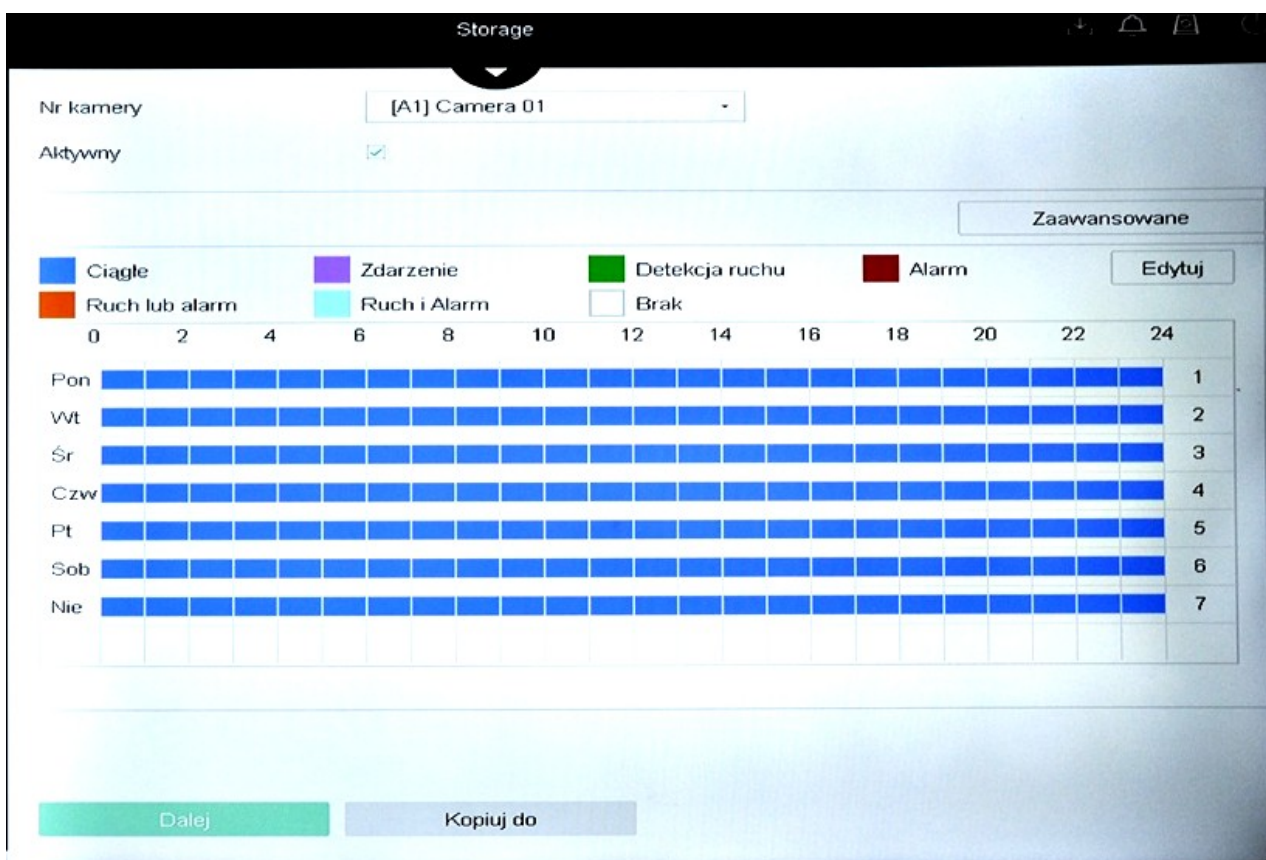 Storage
Nr kamery [A1] Camera 01
Aktywny
Zaawansowane
Ciągłe Zdarzenie Detekcja ruchu Alarm Edytuj
Ruch lub alarm Ruch i Alarm Brak
0 2 4 6 8 10 12 14 16 18 20 22 24
Pon 1
Wt 2
Śr 3
Czw 4
Pt 5
Sob 6
Nie 7
Dalej Kopiuj do